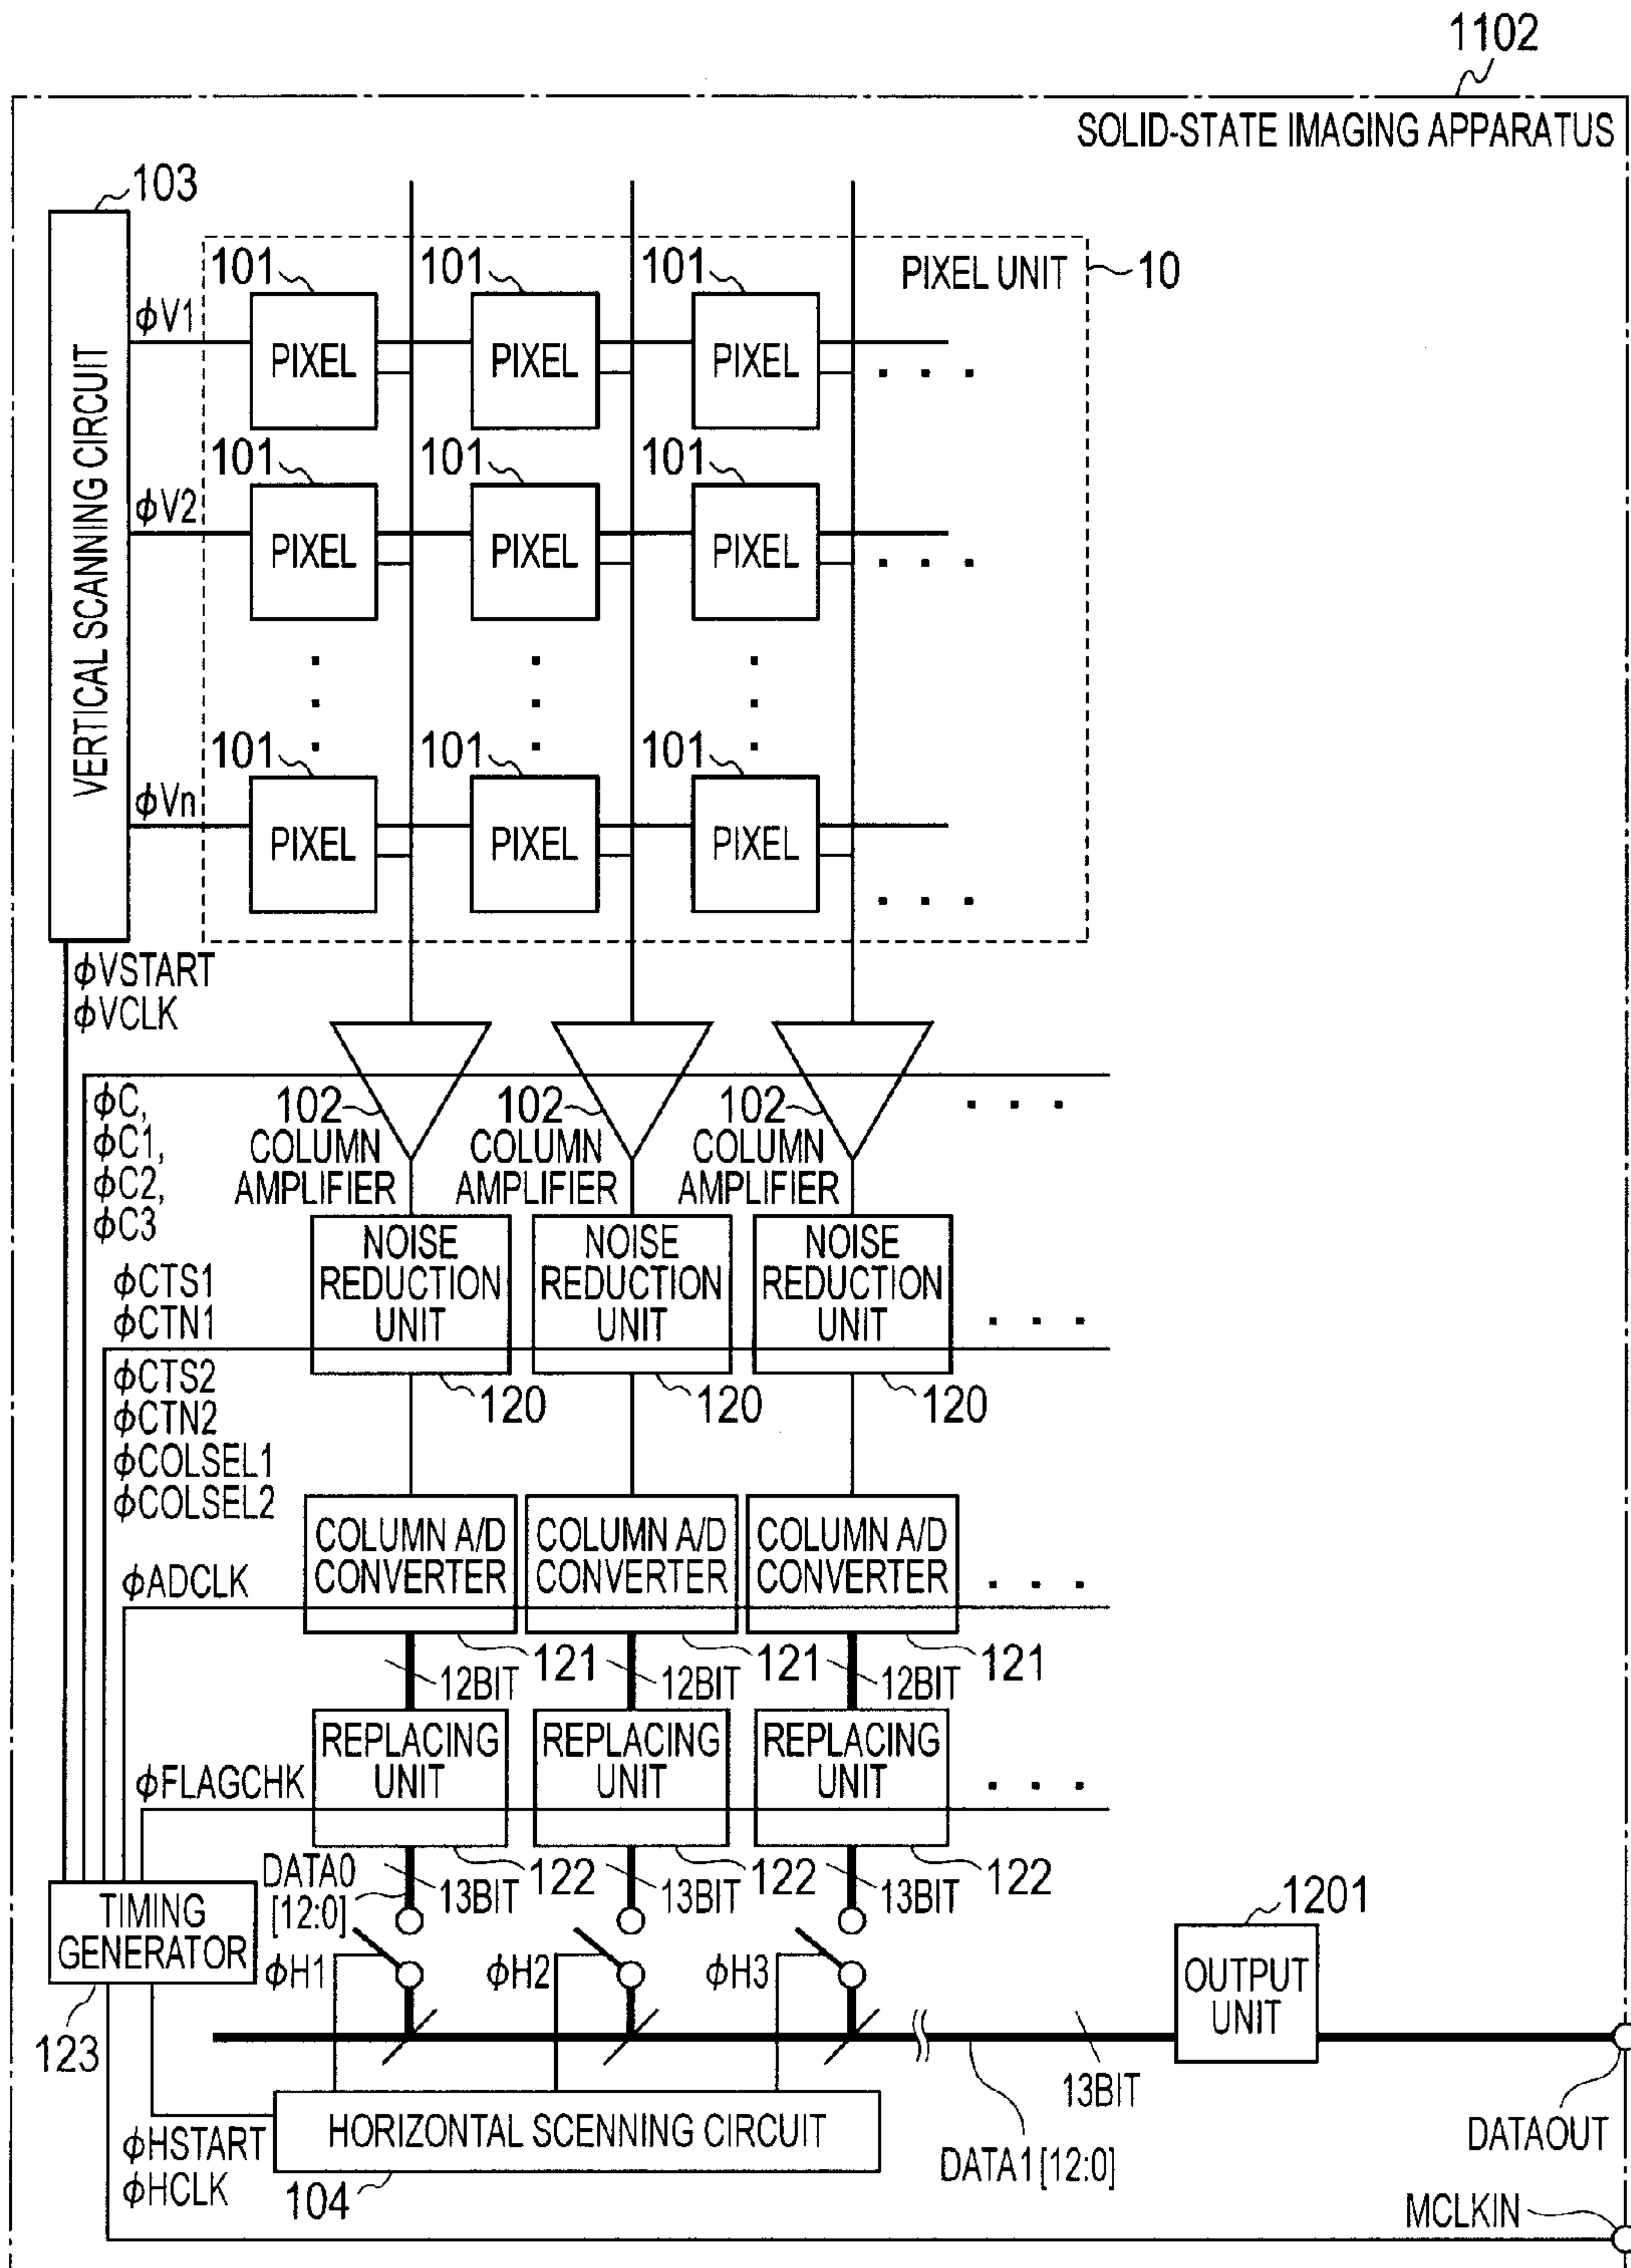 1102
SOLID-STATE IMAGING APPARATUS
103
VERTICAL SCANNING CIRCUIT
101 101 101
PIXEL UNIT
10
ϕV1
PIXEL PIXEL PIXEL
. . .
101 101 101
ϕV2
PIXEL PIXEL PIXEL
. . .
101 101 101
ϕVn
PIXEL PIXEL PIXEL
. . .
ϕVSTART
ϕVCLK
ϕC,
ϕC1,
ϕC2,
ϕC3
102 102 102
. . .
COLUMN COLUMN COLUMN
AMPLIFIER AMPLIFIER AMPLIFIER
NOISE NOISE NOISE
REDUCTION REDUCTION REDUCTION
UNIT UNIT UNIT
. . .
ϕCTS1
ϕCTN1
ϕCTS2
ϕCTN2
ϕCOLSEL1
ϕCOLSEL2
120 120 120
COLUMN A/D COLUMN A/D COLUMN A/D
CONVERTER CONVERTER CONVERTER
. . .
ϕADCLK
121 121 121
12BIT 12BIT 12BIT
REPLACING REPLACING REPLACING
UNIT UNIT UNIT
. . .
ϕFLAGCHK
122 122 122
DATA0
[12:0]
13BIT 13BIT 13BIT
TIMING
GENERATOR
123
ϕH1 ϕH2 ϕH3
1201
OUTPUT
UNIT
13BIT
DATAOUT
ϕHSTART
ϕHCLK
HORIZONTAL SCENNING CIRCUIT
104
DATA1[12:0]
MCLKIN